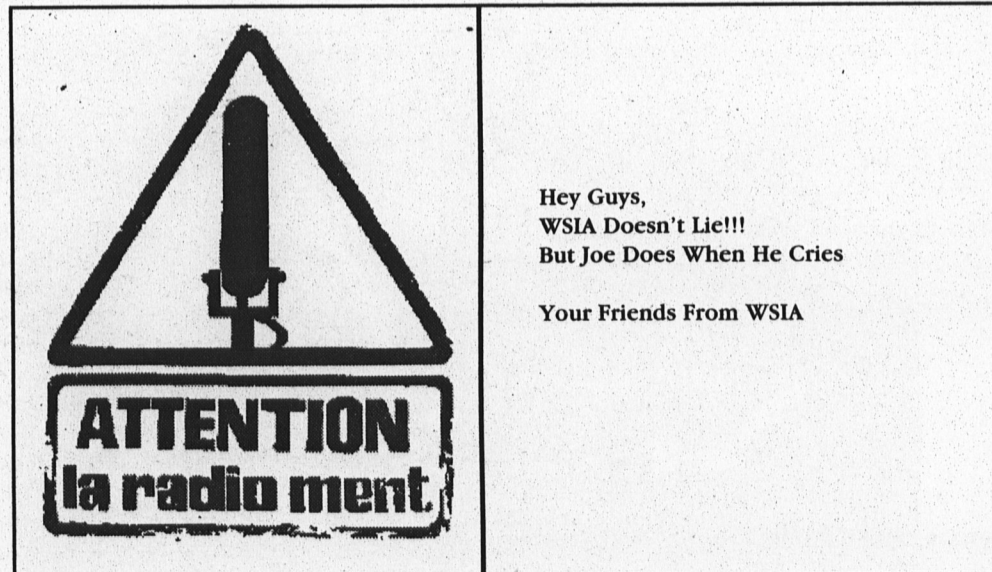 ATTENTION
la radio ment
Hey Guys,
WSIA Doesn't Lie!!!
But Joe Does When He Cries
Your Friends From WSIA